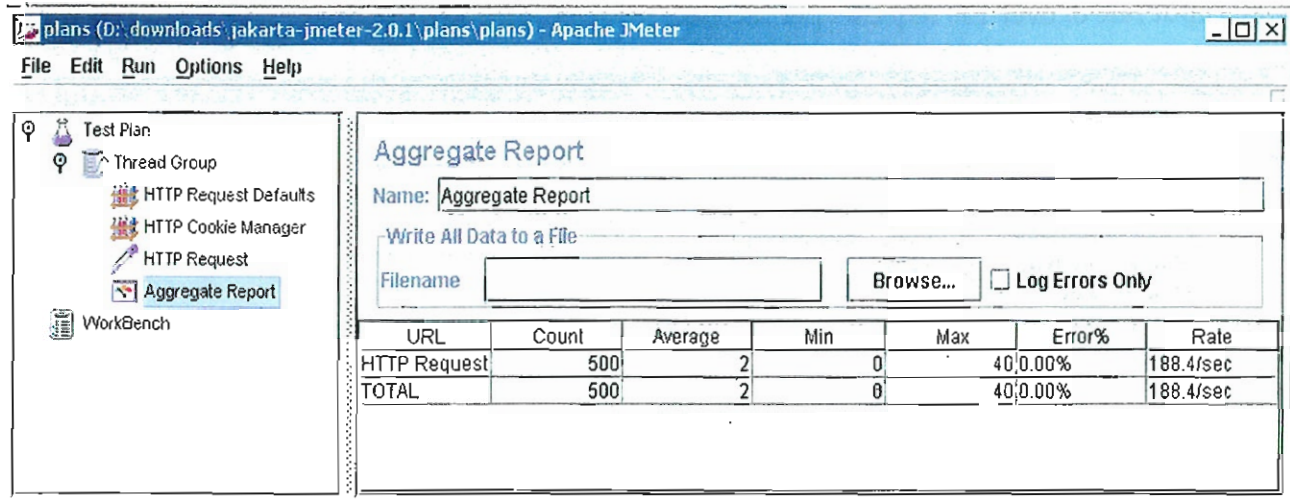 plans (D:\downloads\jakarta-jmeter-2.0.1\plans\plans) - Apache JMeter
File Edit Run Options Help
Test Plan
Thread Group
HTTP Request Defaults
HTTP Cookie Manager
HTTP Request
Aggregate Report
WorkBench
Aggregate Report
Name: Aggregate Report
Write All Data to a File
Filename Browse... Log Errors Only
URL Count Average Min Max Error% Rate
HTTP Request 500 2 0 40 0.00% 188.4/sec
TOTAL 500 2 0 40 0.00% 188.4/sec